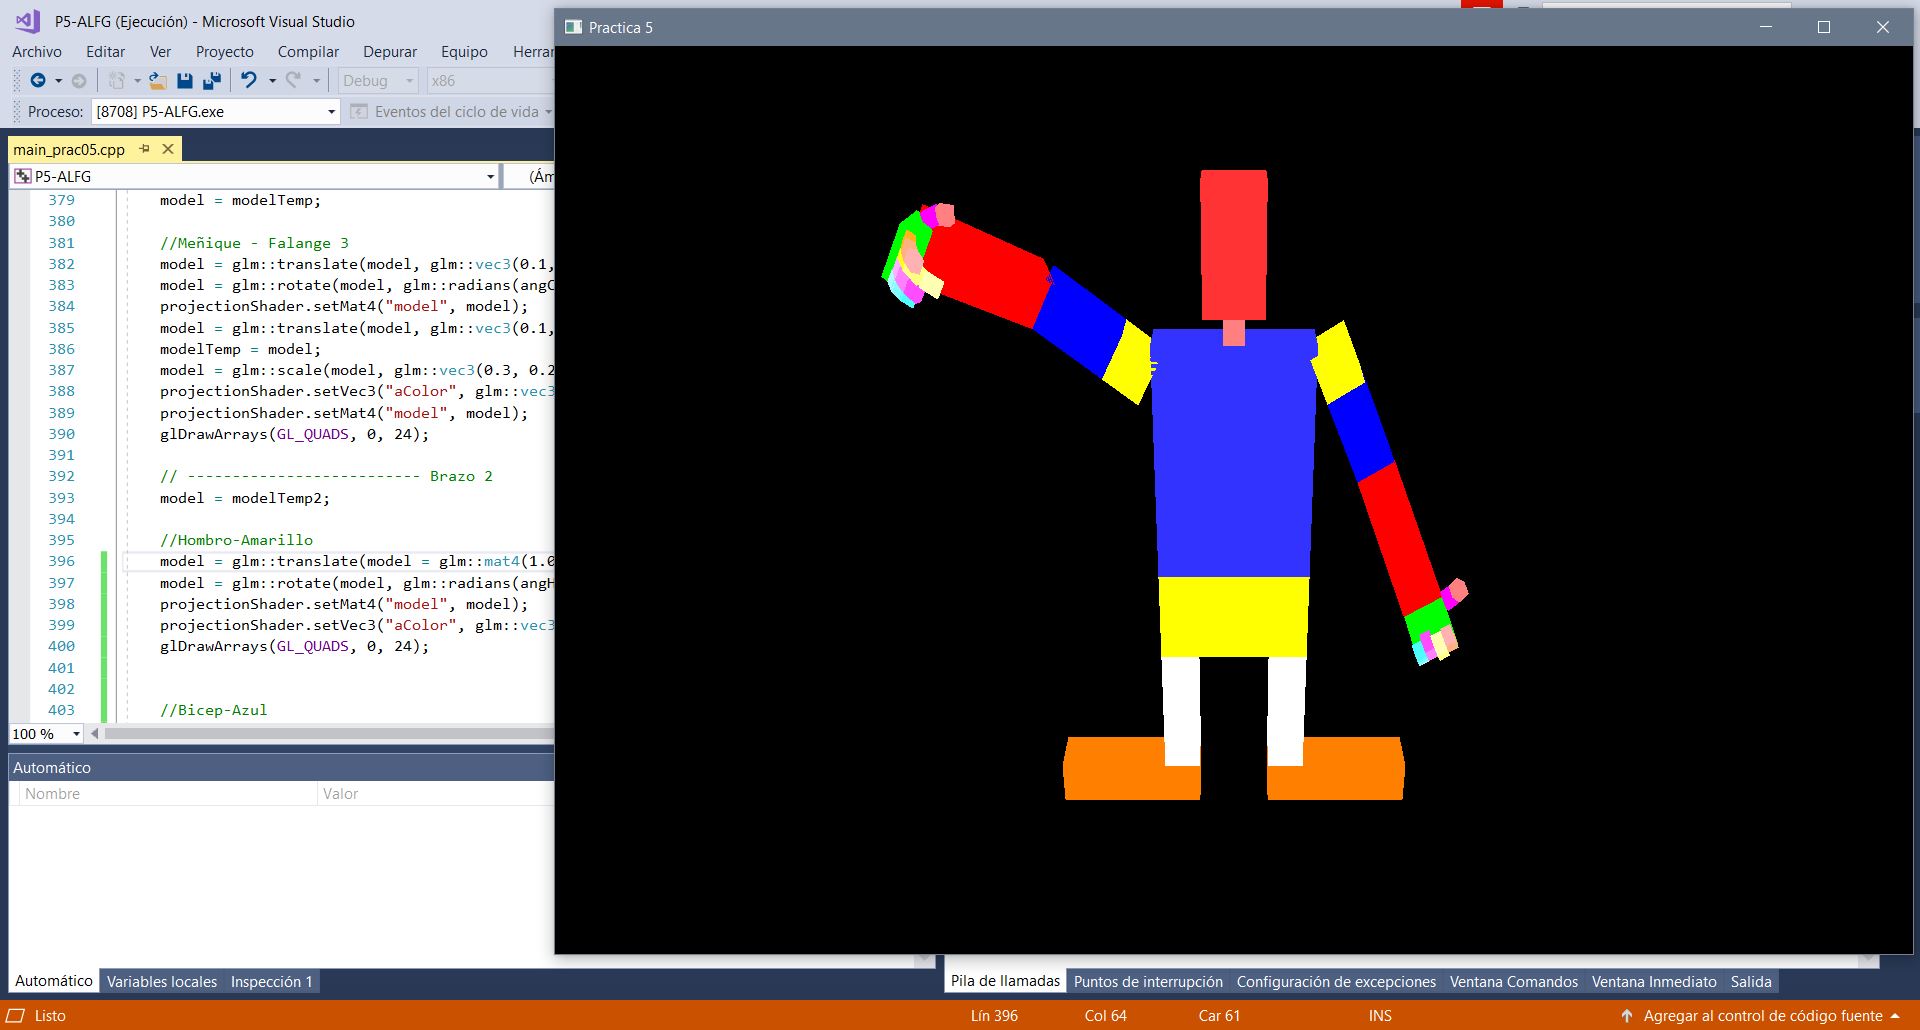 P5-ALFG (Ejecución) - Microsoft Visual Studio
Practica 5
Archivo Editar Ver Proyecto Compilar Depurar Equipo Herrar
Debug x86
Procesо: [8708] P5-ALFG.exe Eventos del ciclo de vida
main_prac05.cpp
P5-ALFG (Ám
379 model = modelTemp;
380
381 //Meñique - Falange 3
382 model = glm::translate(model, glm::vec3(0.1,
383 model = glm::rotate(model, glm::radians(angC
384 projectionShader.setMat4("model", model);
385 model = glm::translate(model, glm::vec3(0.1,
386 modelTemp = model;
387 model = glm::scale(model, glm::vec3(0.3, 0.2
388 projectionShader.setVec3("aColor", glm::vec3
389 projectionShader.setMat4("model", model);
390 glDrawArrays(GL_QUADS, 0, 24);
391
392 // -------------------------- Brazo 2
393 model = modelTemp2;
394
395 //Hombro-Amarillo
396 model = glm::translate(model = glm::mat4(1.0
397 model = glm::rotate(model, glm::radians(angH
398 projectionShader.setMat4("model", model);
399 projectionShader.setVec3("aColor", glm::vec3
400 glDrawArrays(GL_QUADS, 0, 24);
401
402
403 //Bicep-Azul
100 %
Automático
Nombre Valor
Automático Variables locales Inspección 1
Pila de llamadas Puntos de interrupción Configuración de excepciones Ventana Comandos Ventana Inmediato Salida
Listo Lín 396 Col 64 Car 61 INS Agregar al control de código fuente